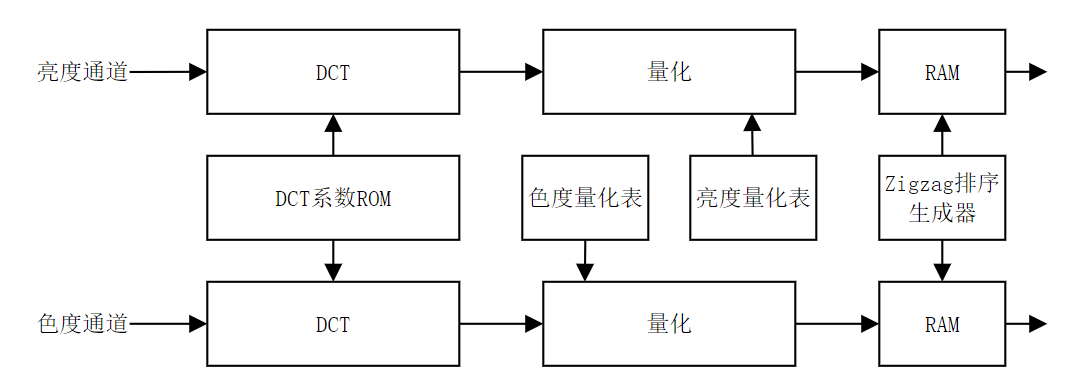 亮度通道
DCT
量化
RAM
DCT系数ROM
色度量化表
亮度量化表
Zigzag排序
生成器
色度通道
DCT
量化
RAM